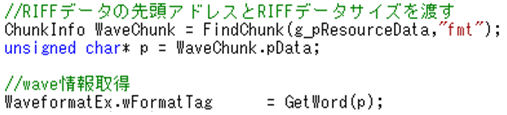 //RIFFデータの先頭アドレスとRIFFデータサイズを渡す
ChunkInfo WaveChunk = FindChunk(g_pResourceData,"fmt");
unsigned char* p = WaveChunk.pData;
//wave情報取得
WaveformatEx.wFormatTag = GetWord(p);